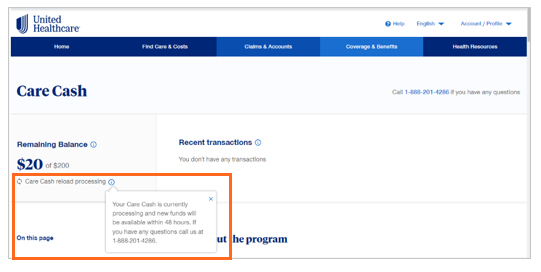 United
Healthcare
Help English Account / Profile
Home Find Care & Costs Claims & Accounts Coverage & Benefits Health Resources
Care Cash
Call 1-888-201-4286 if you have any questions
Remaining Balance
$20 of $200
Care Cash reload processing
Recent transactions
You don't have any transactions
Your Care Cash is currently
processing and new funds will
be available within 48 hours. If
you have any questions call us at
1-888-201-4286.
On this page
ut the program